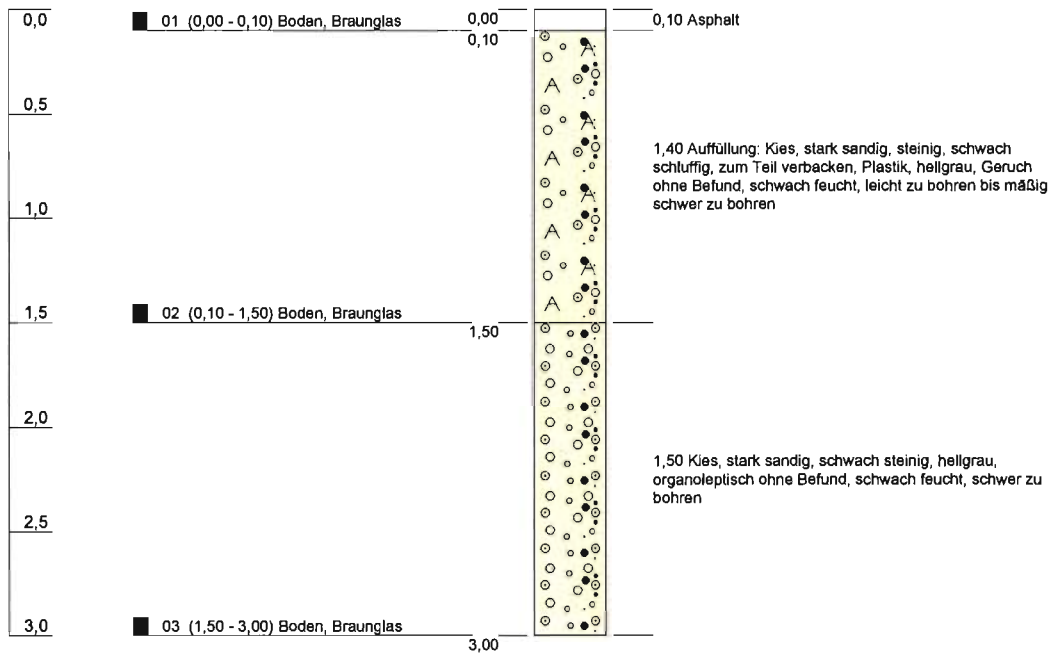 0,0
01 (0,00 - 0,10) Boden, Braunglas
0,00
0,10
0,10 Asphalt
A
A
0,5
A
A
1,40 Auffüllung: Kies, stark sandig, steinig, schwach
schluffig, zum Teil verbacken, Plastik, hellgrau, Geruch
ohne Befund, schwach feucht, leicht zu bohren bis mäßig
schwer zu bohren
A
1,0
A
A
A
1,5
02 (0,10 - 1,50) Boden, Braunglas
1,50
2,0
1,50 Kies, stark sandig, schwach steinig, hellgrau,
organoleptisch ohne Befund, schwach feucht, schwer zu
bohren
2,5
3,0
03 (1,50 - 3,00) Boden, Braunglas
3,00